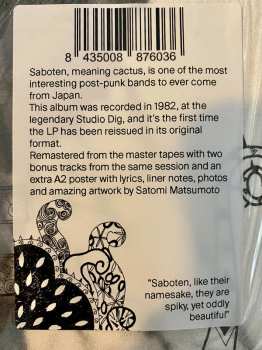 8 435008 876036
Saboten, meaning cactus, is one of the most
interesting post-punk bands to ever come
from Japan.
This album was recorded in 1982, at the
legendary Studio Dig, and it's the first time
the LP has been reissued in its original
format.
Remastered from the master tapes with two
bonus tracks from the same session and an
extra A2 poster with lyrics, liner notes, photos
and amazing artwork by Satomi Matsumoto
"Saboten, like their
namesake, they are
spiky, yet oddly
beautiful"